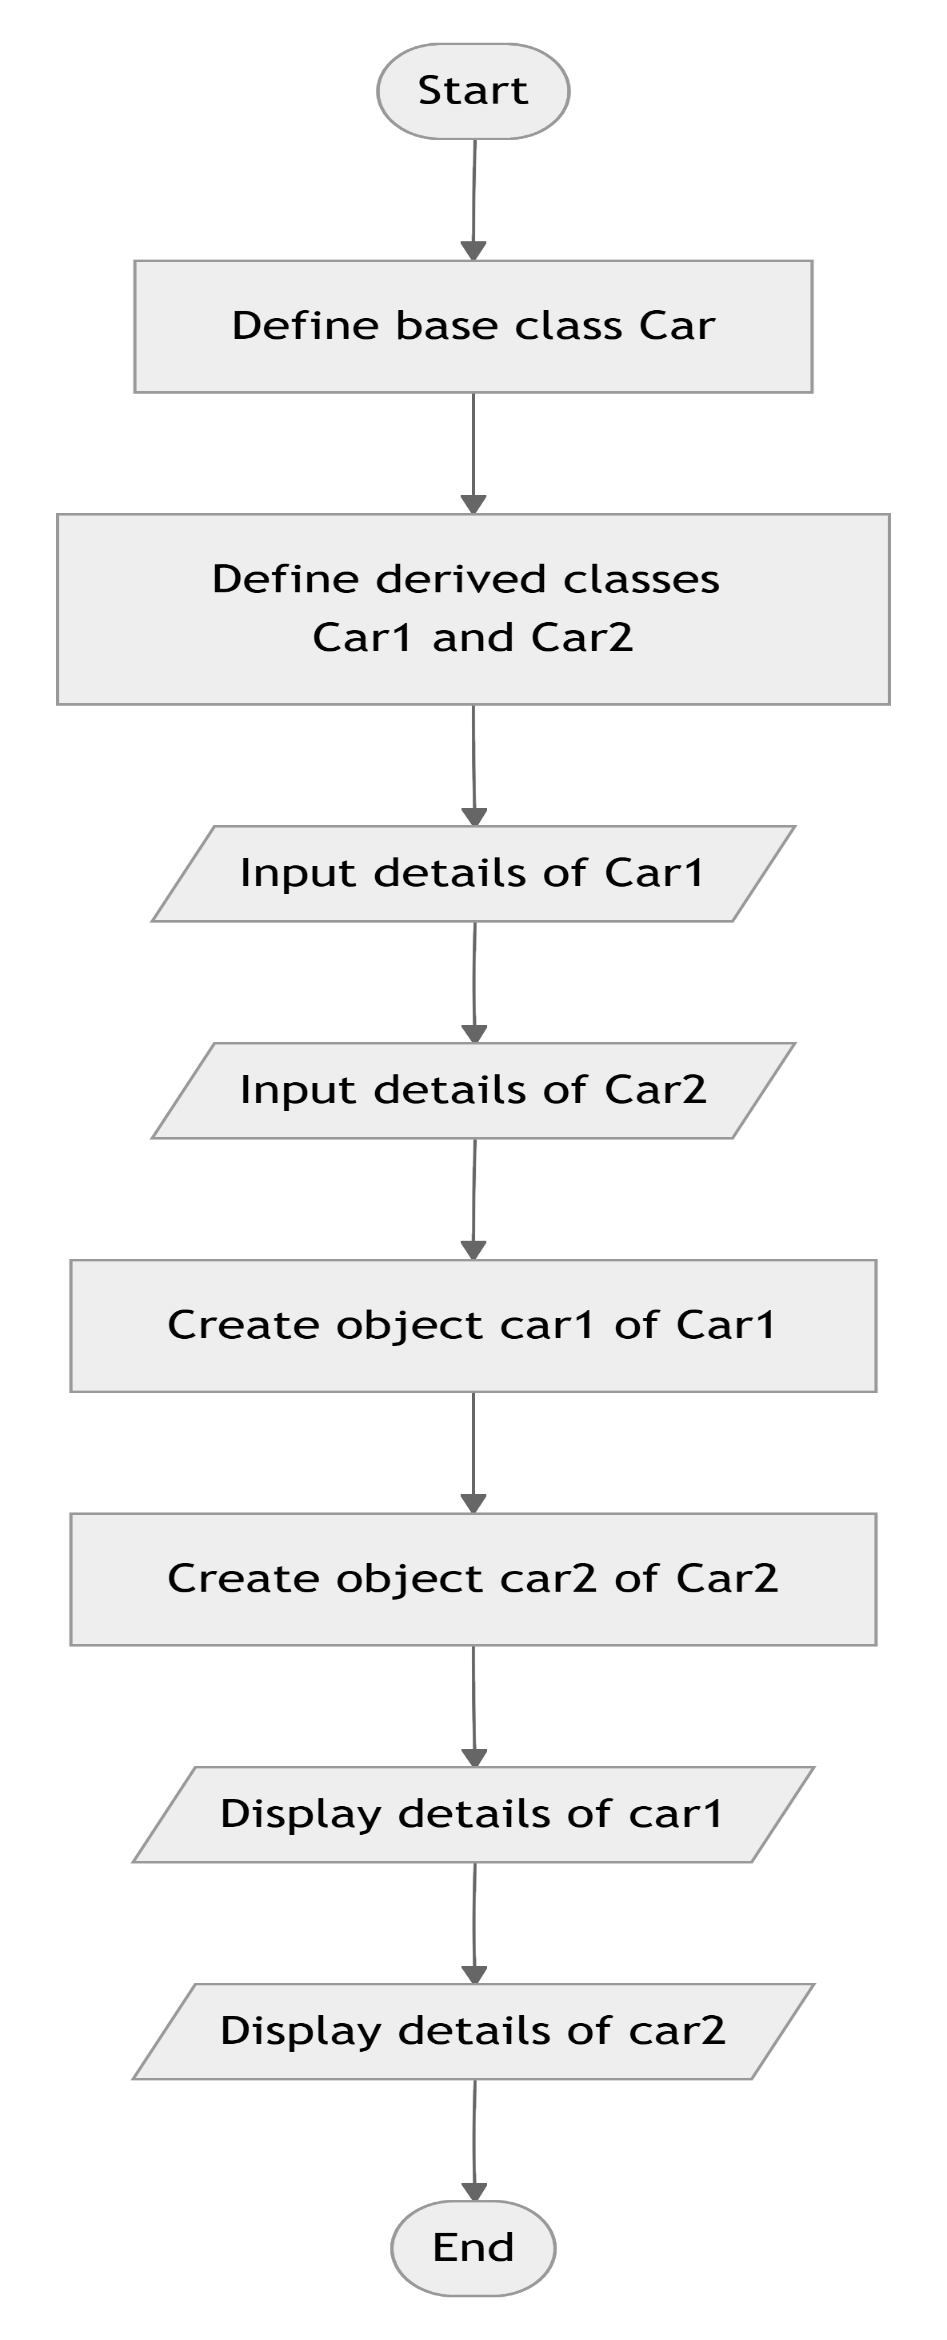 Start
Define base class Car
Define derived classes
Car1 and Car2
Input details of Car1
Input details of Car2
Create object car1 of Car1
Create object car2 of Car2
Display details of car1
Display details of car2
End